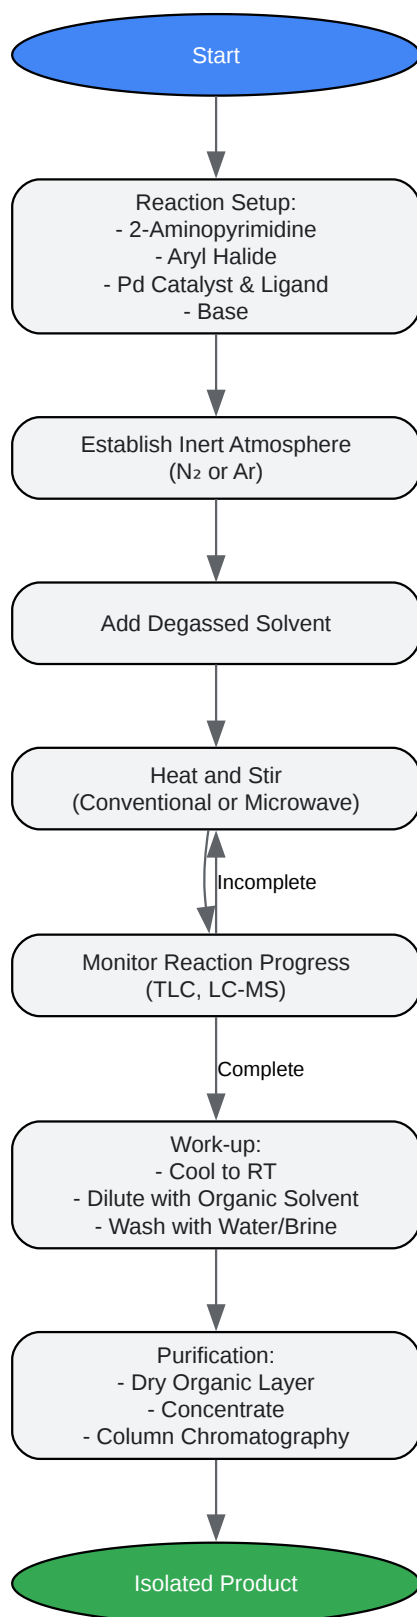 Start
Reaction Setup:
- 2-Aminopyrimidine
- Aryl Halide
- Pd Catalyst & Ligand
- Base
Establish Inert Atmosphere
(N₂ or Ar)
Add Degassed Solvent
Heat and Stir
(Conventional or Microwave)
Incomplete
Monitor Reaction Progress
(TLC, LC-MS)
Complete
Work-up:
- Cool to RT
- Dilute with Organic Solvent
- Wash with Water/Brine
Purification:
- Dry Organic Layer
- Concentrate
- Column Chromatography
Isolated Product